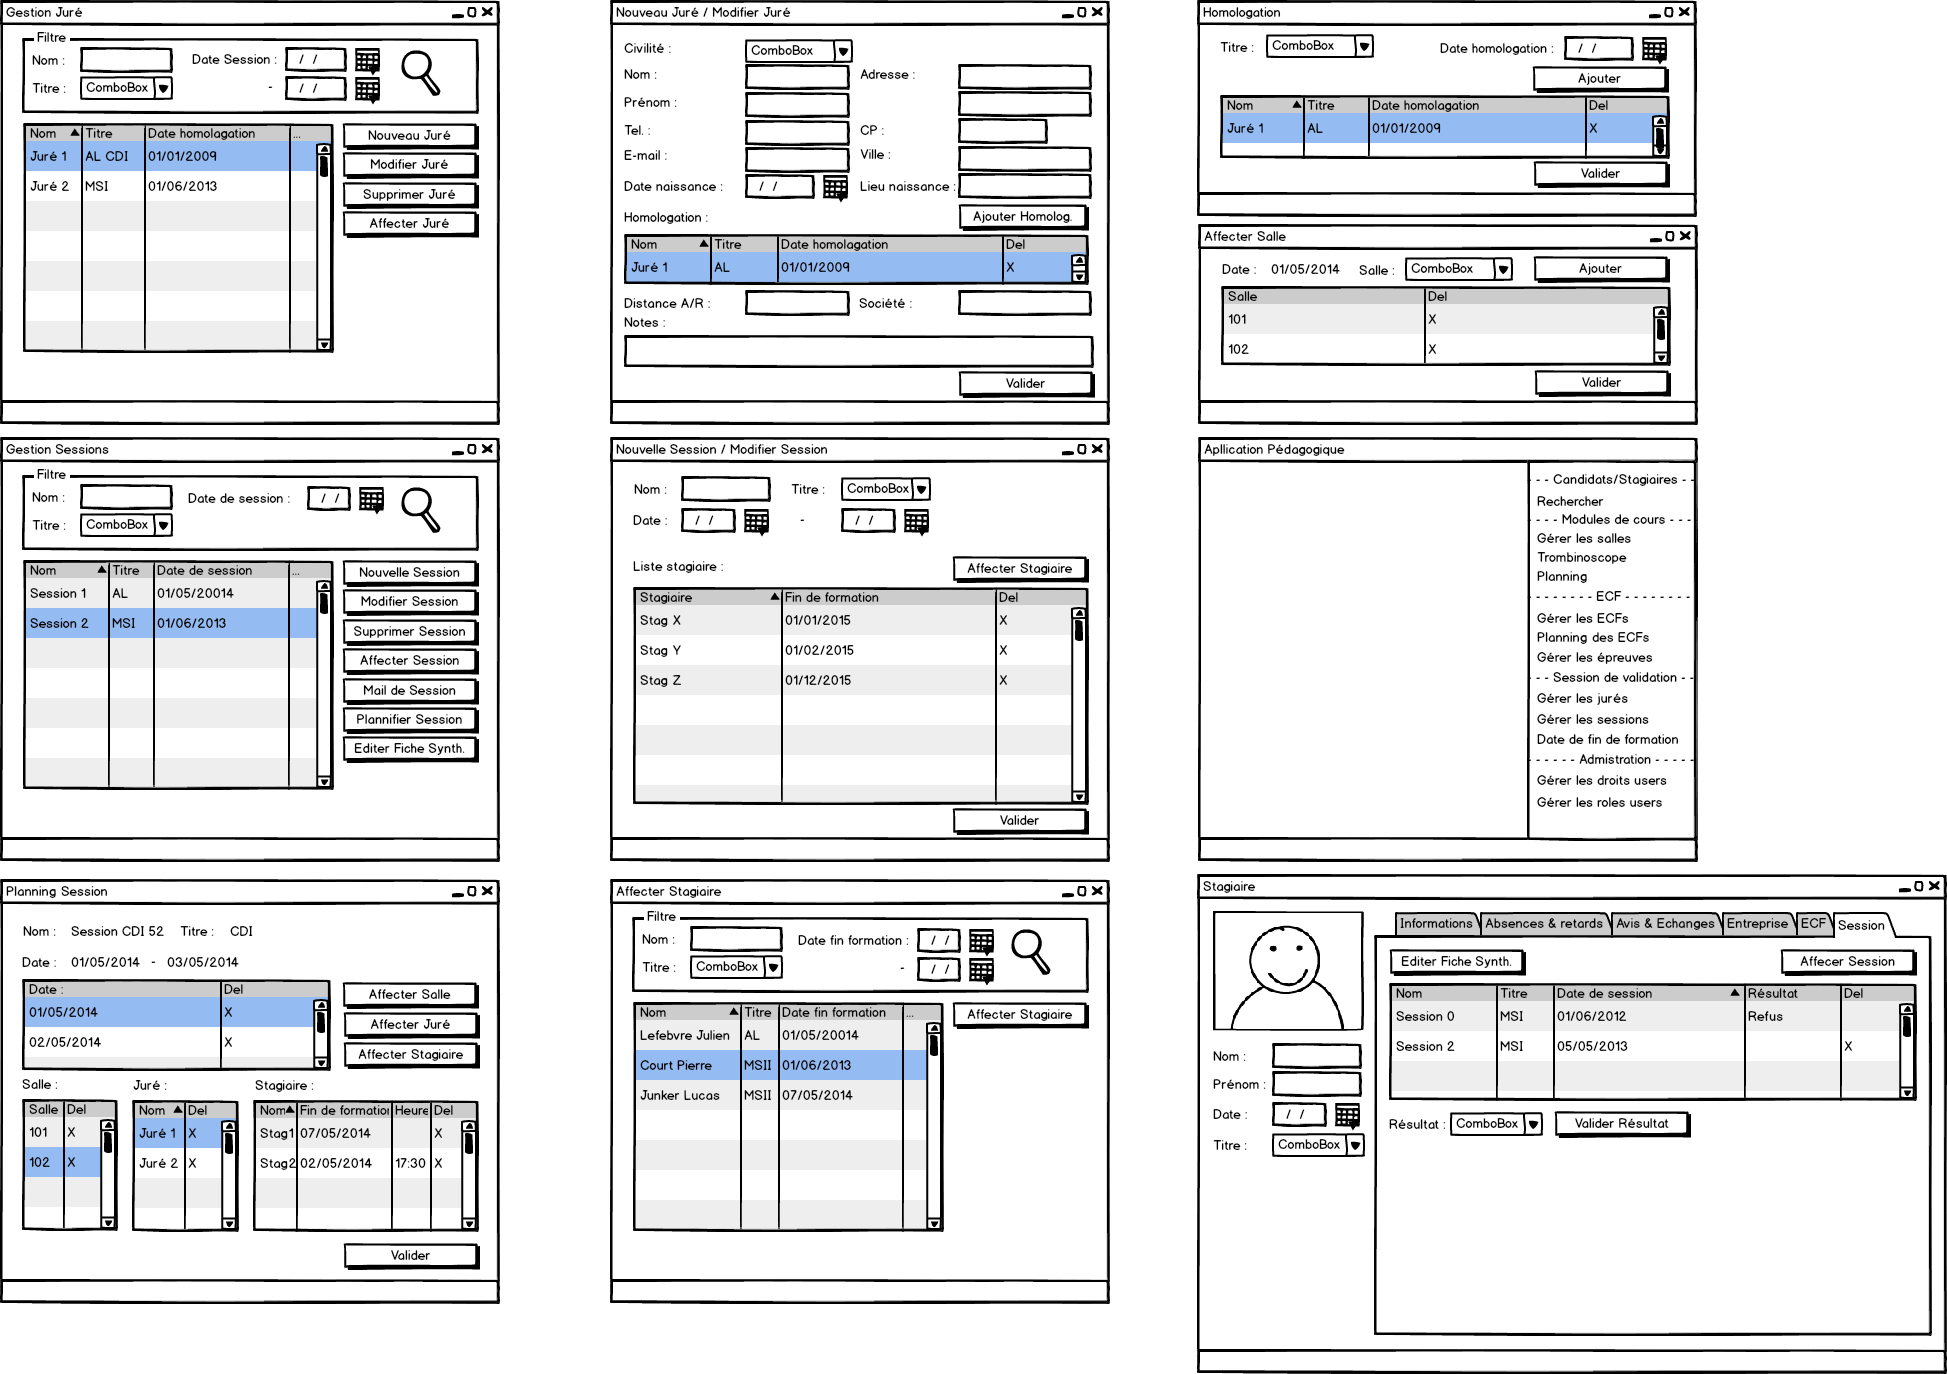 Gestion Juré
Filtre
Nom :
Date Session :
/ /
Titre :
ComboBox
-
/ /
Nom Titre Date homolagation ...
Juré 1 AL CDI 01/01/2009
Juré 2 MSI 01/06/2013
Nouveau Juré
Modifier Juré
Supprimer Juré
Affecter Juré
Nouveau Juré / Modifier Juré
Civilité :
ComboBox
Nom :
Adresse :
Prénom :
Tel. :
CP :
E-mail :
Ville :
Date naissance :
/ /
Lieu naissance :
Homologation :
Ajouter Homolog.
Nom Titre Date homolagation Del
Juré 1 AL 01/01/2009 X
Distance A/R :
Société :
Notes :
Valider
Homologation
Titre :
ComboBox
Date homologation :
/ /
Ajouter
Nom Titre Date homolagation Del
Juré 1 AL 01/01/2009 X
Valider
Affecter Salle
Date : 01/05/2014 Salle :
ComboBox
Ajouter
Salle Del
101 X
102 X
Valider
Gestion Sessions
Filtre
Nom :
Date de session :
/ /
Titre :
ComboBox
Nom Titre Date de session ...
Session 1 AL 01/05/20014
Session 2 MSI 01/06/2013
Nouvelle Session
Modifier Session
Supprimer Session
Affecter Session
Mail de Session
Plannifier Session
Editer Fiche Synth.
Nouvelle Session / Modifier Session
Nom :
Titre :
ComboBox
Date :
/ /
-
/ /
Liste stagiaire :
Affecter Stagiaire
Stagiaire Fin de formation Del
Stag X 01/01/2015 X
Stag Y 01/02/2015 X
Stag Z 01/12/2015 X
Valider
Apllication Pédagogique
- - Candidats/Stagiaires - -
Rechercher
- - - Modules de cours - - -
Gérer les salles
Trombinoscope
Planning
- - - - - - - ECF - - - - - - - -
Gérer les ECFs
Planning des ECFs
Gérer les épreuves
- - Session de validation - -
Gérer les jurés
Gérer les sessions
Date de fin de formation
- - - - - - Admistration - - - - -
Gérer les droits users
Gérer les roles users
Planning Session
Nom : Session CDI 52 Titre : CDI
Date : 01/05/2014 - 03/05/2014
Date : Del
01/05/2014 X
02/05/2014 X
Affecter Salle
Affecter Juré
Affecter Stagiaire
Salle :
Juré :
Stagiaire :
Salle Del
101 X
102 X
Nom Del
Juré 1 X
Juré 2 X
Nom Fin de formation Heure Del
Stag1 07/05/2014 X
Stag2 02/05/2014 17:30 X
Valider
Affecter Stagiaire
Filtre
Nom :
Date fin formation :
/ /
Titre :
ComboBox
-
/ /
Nom Titre Date fin formation ...
Lefebvre Julien AL 01/05/20014
Court Pierre MSII 01/06/2013
Junker Lucas MSII 07/05/2014
Affecter Stagiaire
Stagiaire
Informations Absences & retards Avis & Echanges Entreprise ECF Session
Editer Fiche Synth.
Affecer Session
Nom Titre Date de session Résultat Del
Session 0 MSI 01/06/2012 Refus
Session 2 MSI 05/05/2013 X
Résultat :
ComboBox
Valider Résultat
Nom :
Prénom :
Date :
/ /
Titre :
ComboBox